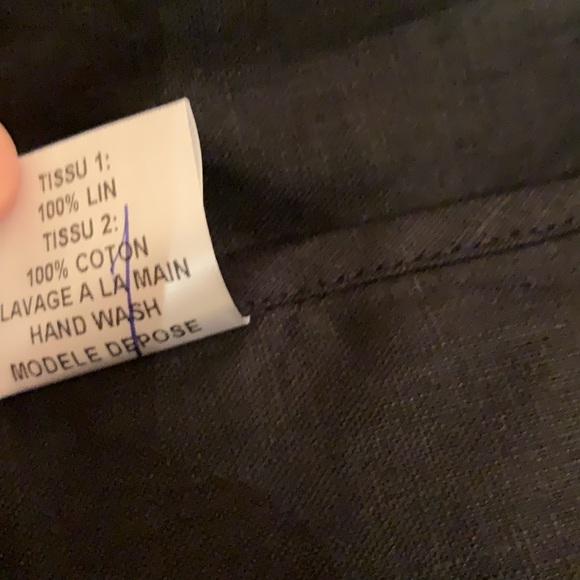 TISSU 1:
100% LIN
TISSU 2:
100% COTON
LAVAGE A LA MAIN
HAND WASH
MODELE DEPOSE